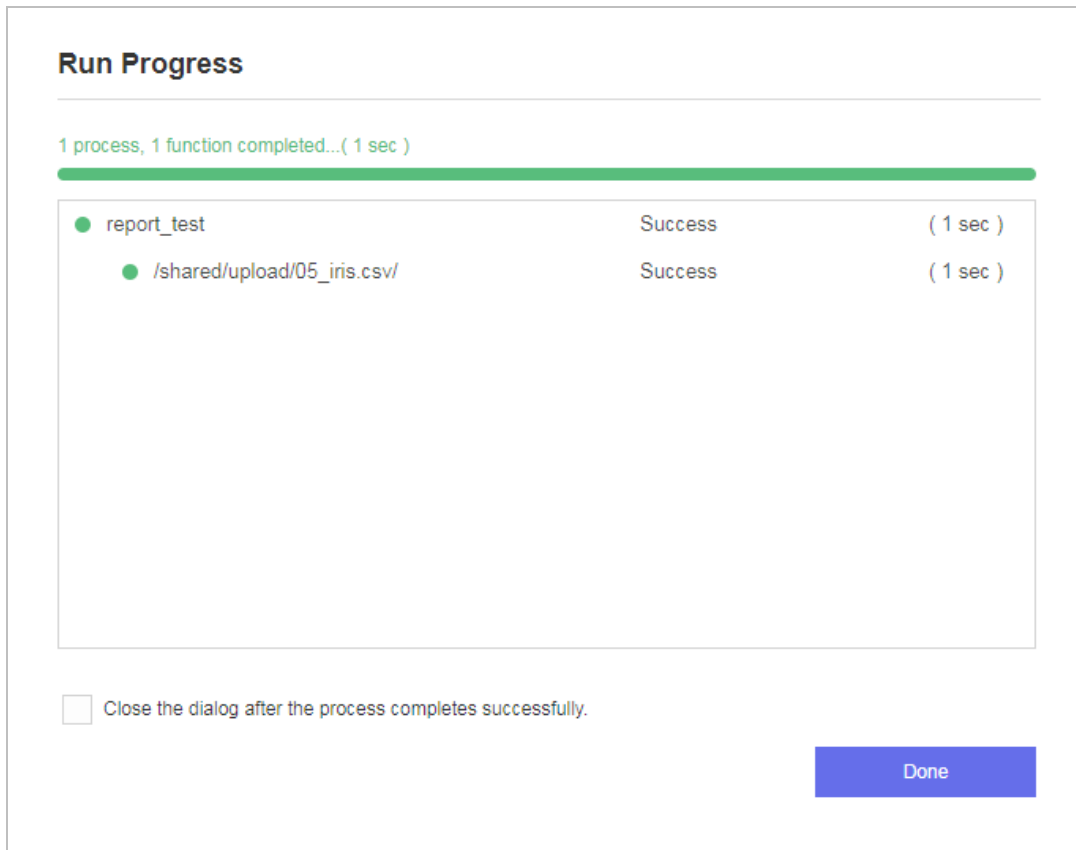 Run Progress
1 process, 1 function completed...( 1 sec )
report_test Success ( 1 sec )
/shared/upload/05_iris.csv/ Success ( 1 sec )
Close the dialog after the process completes successfully.
Done